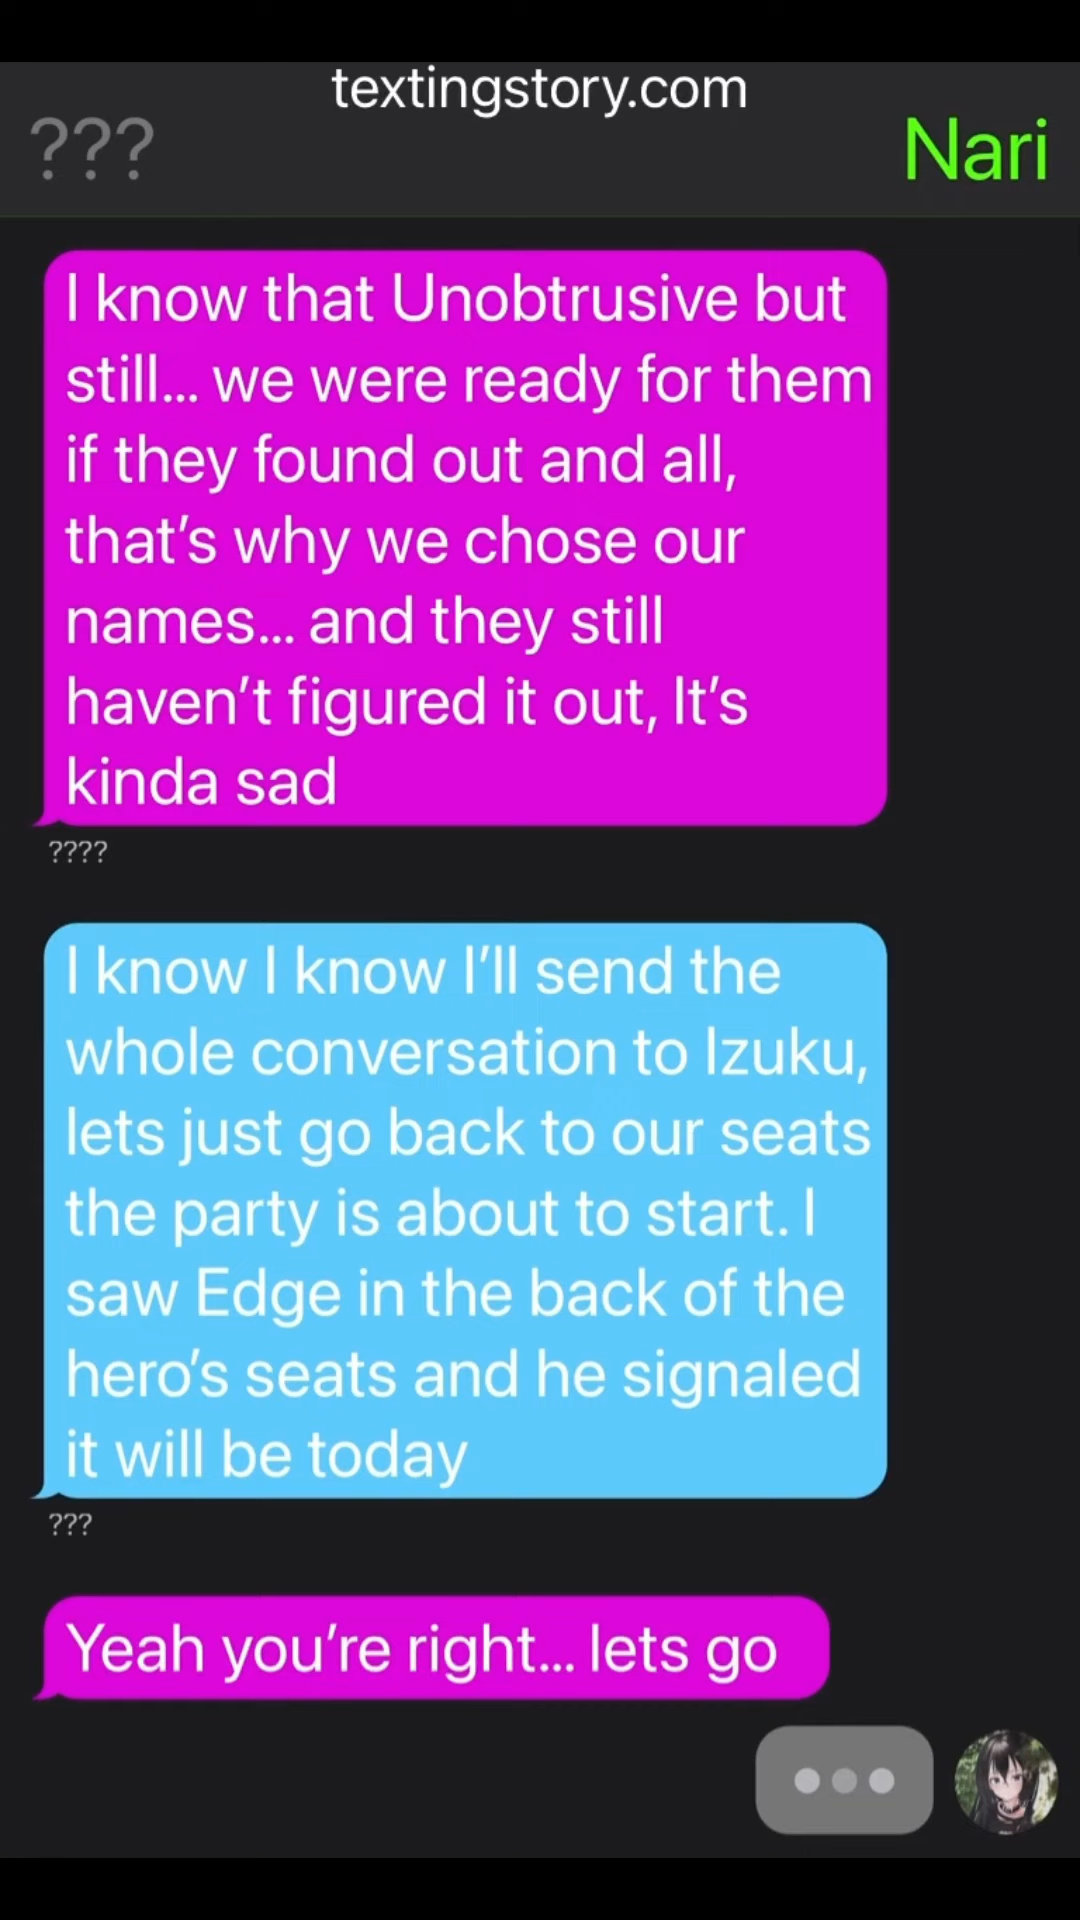 textingstory.com
???
Nari
I know that Unobtrusive but
still... we were ready for them
if they found out and all,
that’s why we chose our
names... and they still
haven’t figured it out, It’s
kinda sad
????
I know I know I’ll send the
whole conversation to Izuku,
lets just go back to our seats
the party is about to start. I
saw Edge in the back of the
hero’s seats and he signaled
it will be today
???
Yeah you’re right... lets go